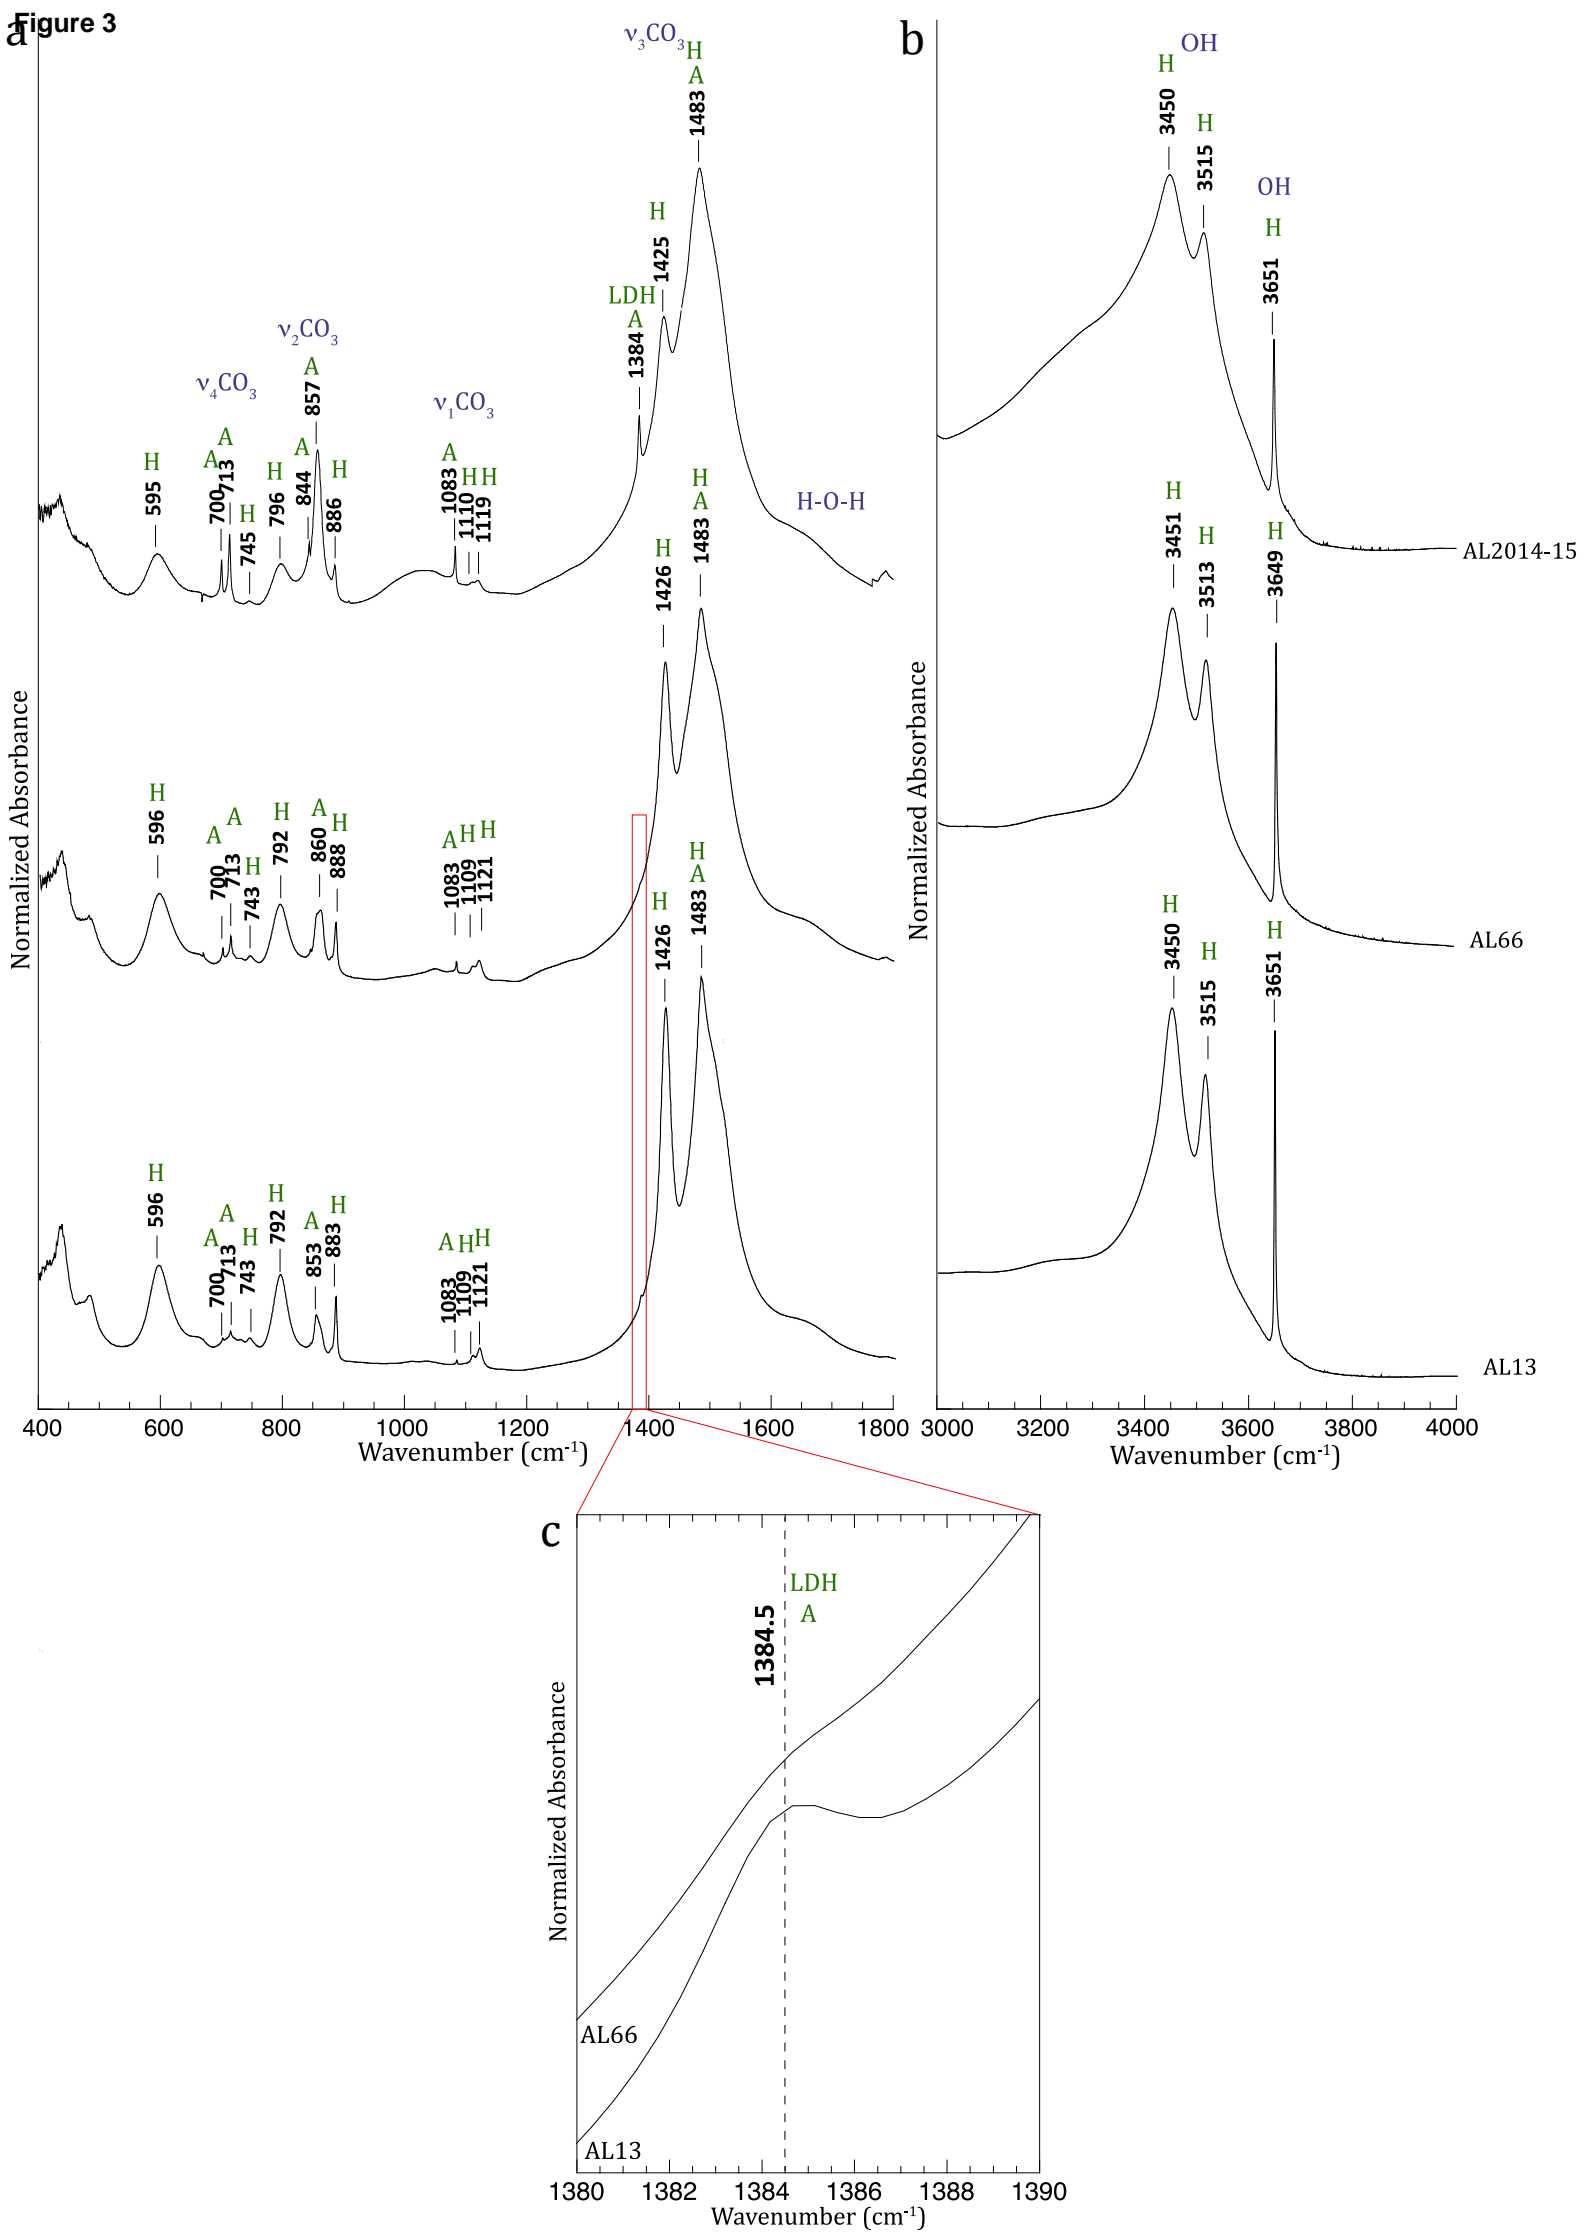 Figure 3
a
ν3CO3
H
A
1483
H
1425
LDH
A
1384
ν2CO3
A
857
ν4CO3
ν1CO3
H
595
A
700
A
713
H
745
H
796
A
844
H
886
A
1083
H
1110
H
1119
H-O-H
H
596
A
700
A
713
H
743
H
792
A
860
H
888
A
1083
H
1109
H
1121
H
1426
H
A
1483
H
596
A
700
A
713
H
743
H
792
A
853
H
883
A
1083
H
1109
H
1121
H
1426
H
A
1483
Normalized Absorbance
400 600 800 1000 1200 1400 1600 1800
Wavenumber (cm-1)
b
OH
H
3450
H
3515
OH
H
3651
AL2014-15
H
3451
H
3513
H
3649
AL66
H
3450
H
3515
H
3651
AL13
Normalized Absorbance
3000 3200 3400 3600 3800 4000
Wavenumber (cm-1)
c
LDH
A
1384.5
AL66
AL13
Normalized Absorbance
1380 1382 1384 1386 1388 1390
Wavenumber (cm-1)